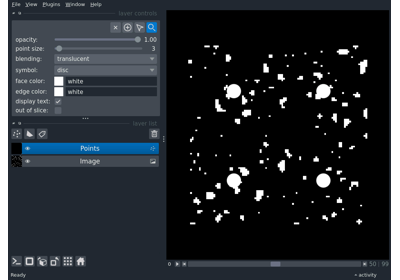 File View Plugins Window Help
layer controls
opacity: 1.00
point size: 3
blending: translucent
symbol: disc
face color: white
edge color: white
display text:
out of slice:
layer list
Points
Image
50 99
Ready
activity